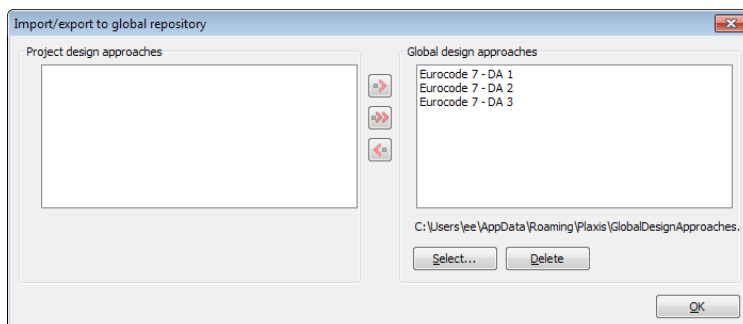 Import/export to global repository
Project design approaches
Global design approaches
Eurocode 7 - DA 1
Eurocode 7 - DA 2
Eurocode 7 - DA 3
C:\Users\ee\AppData\Roaming\Plaxis\GlobalDesignApproaches.
Select...
Delete
OK